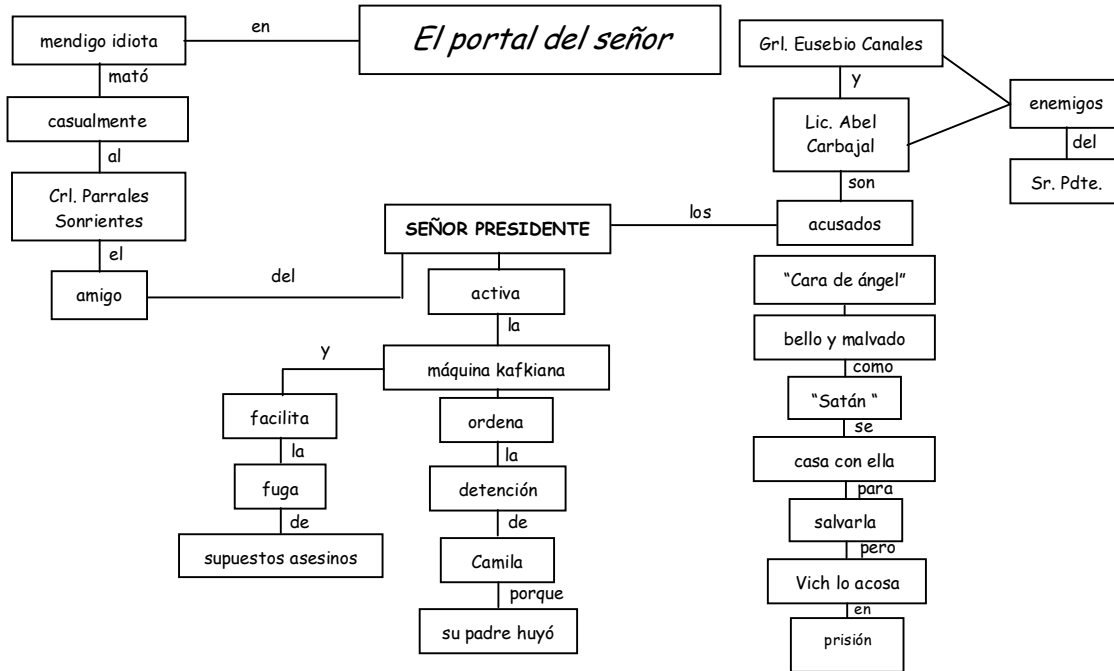 El portal del señor
en
mendigo idiota
mató
casualmente
al
Crl. Parrales
Sonrientes
el
amigo
del
SEÑOR PRESIDENTE
los
acusados
son
Lic. Abel
Carbajal
y
Grl. Eusebio Canales
enemigos
del
Sr. Pdte.
activa
la
máquina kafkiana
y
facilita
la
fuga
de
supuestos asesinos
ordena
la
detención
de
Camila
porque
su padre huyó
“Cara de ángel”
bello y malvado
como
“Satán “
se
casa con ella
para
salvarla
pero
Vich lo acosa
en
prisión